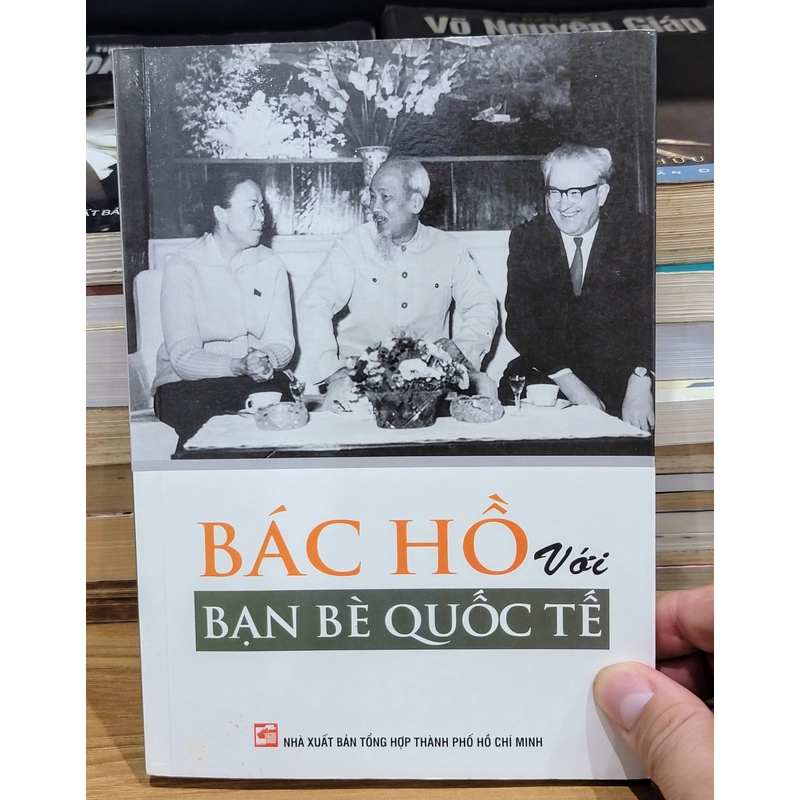 Võ Nguyên Giáp
BÁC HỒ Với
BẠN BÈ QUỐC TẾ
NHÀ XUẤT BẢN TỔNG HỢP THÀNH PHỐ HỒ CHÍ MINH